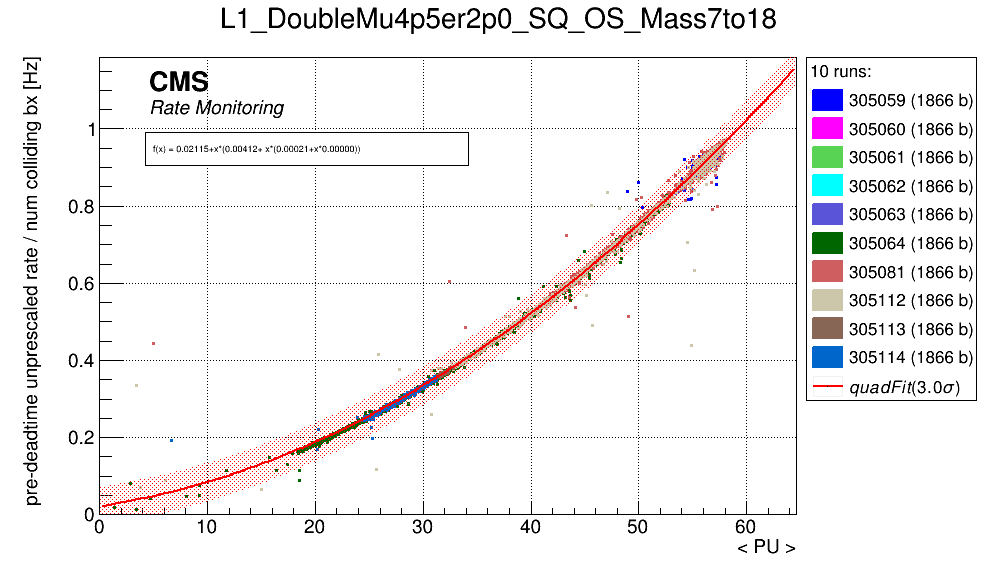 L1_DoubleMu4p5er2p0_SQ_OS_Mass7to18
pre-deadtime unprescaled rate / num colliding bx [Hz]
CMS
Rate Monitoring
f(x) = 0.02115+x*(0.00412+ x*(0.00021+x*0.00000))
1
0.8
0.6
0.4
0.2
0
0 10 20 30 40 50 60
< PU >
10 runs:
305059 (1866 b)
305060 (1866 b)
305061 (1866 b)
305062 (1866 b)
305063 (1866 b)
305064 (1866 b)
305081 (1866 b)
305112 (1866 b)
305113 (1866 b)
305114 (1866 b)
quadFit(3.0σ)